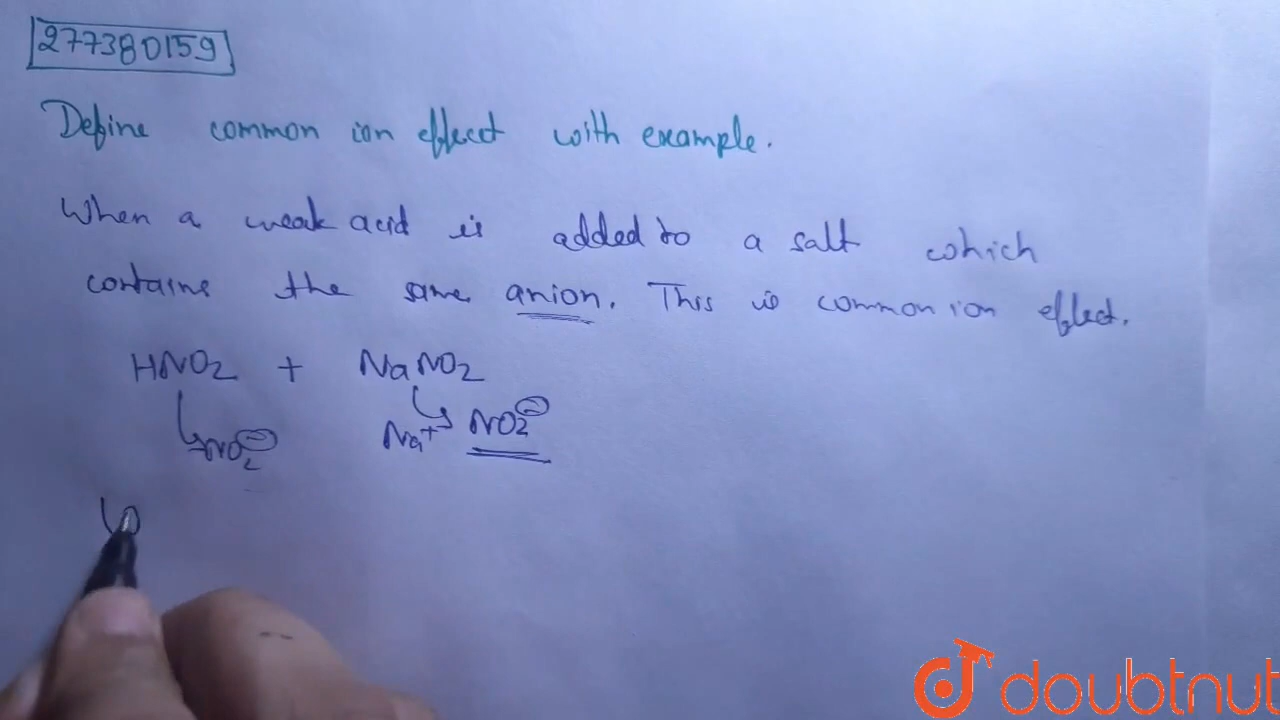 277380159
Define common ion effect with example.
When a weak acid is added to a salt which
contains the same anion. This is common ion effect.
HNO2 + NaNO2
NO2⊖ Na+ NO2⊖
doubtnut